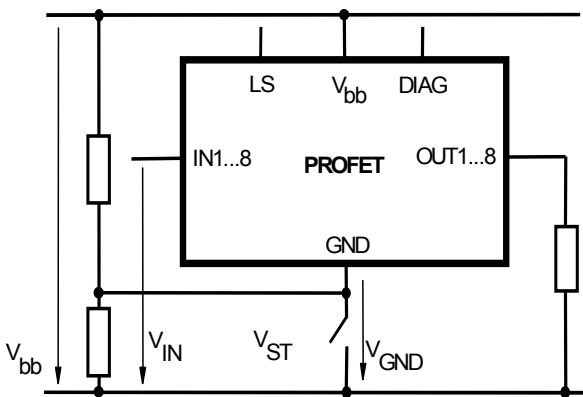 LS
Vbb
DIAG
IN1...8
PROFET
OUT1...8
GND
Vbb
VIN
VST
VGND